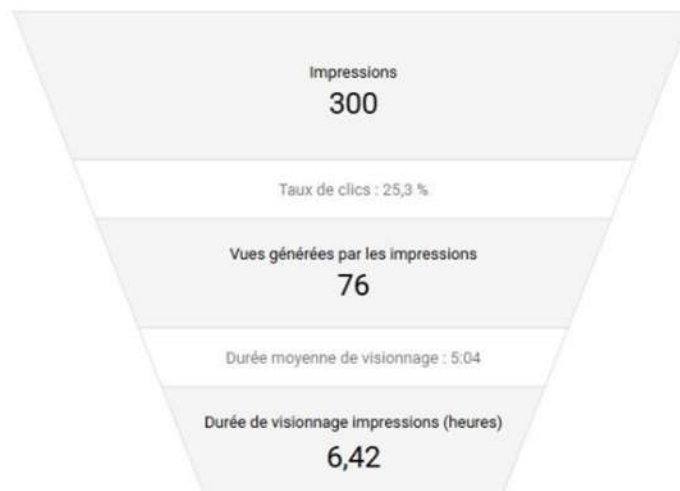 Impressions
300
Taux de clics : 25,3 %
Vues générées par les impressions
76
Durée moyenne de visionnage : 5:04
Durée de visionnage impressions (heures)
6,42